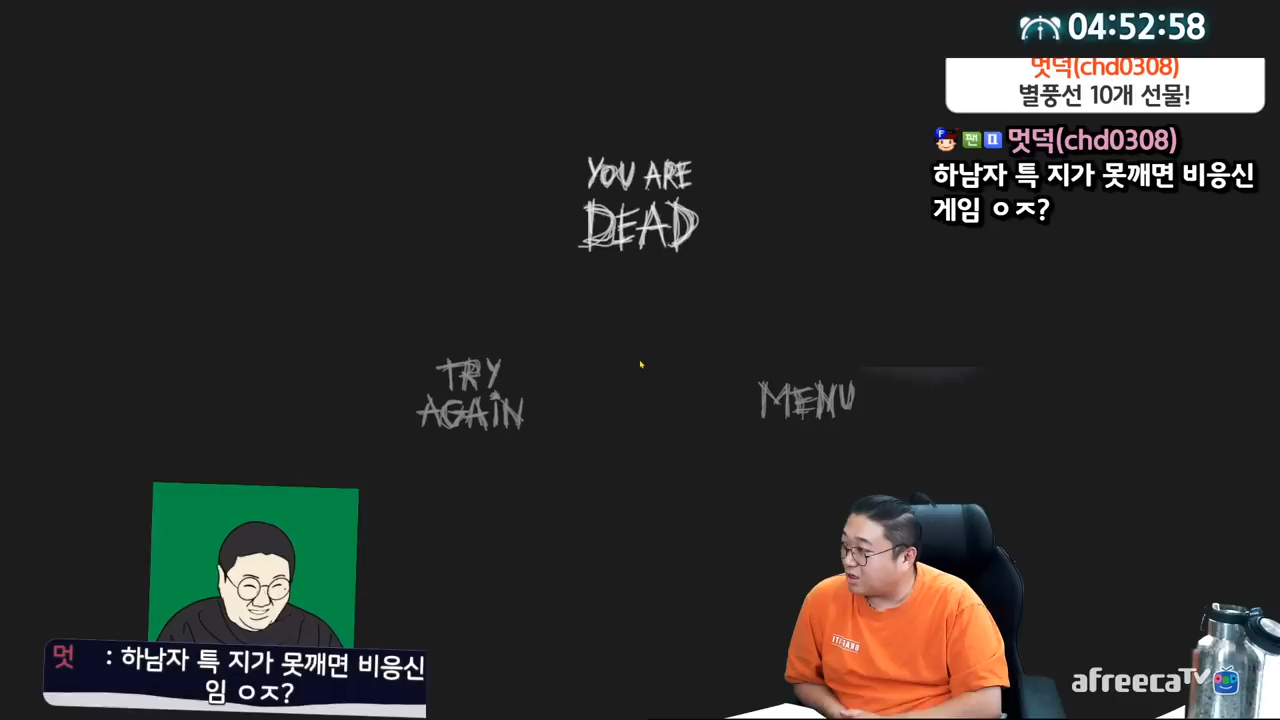 04:52:58
멋덕(chd0308)
별풍선 10개 선물!
F 팬 멋덕(chd0308)
하남자 특 지가 못깨면 비응신
게임 ㅇㅈ?
YOU ARE
DEAD
TRY
AGAIN
MENU
멋 : 하남자 특 지가 못깨면 비응신
임 ㅇㅈ?
GRAFFITI
afreecaTV